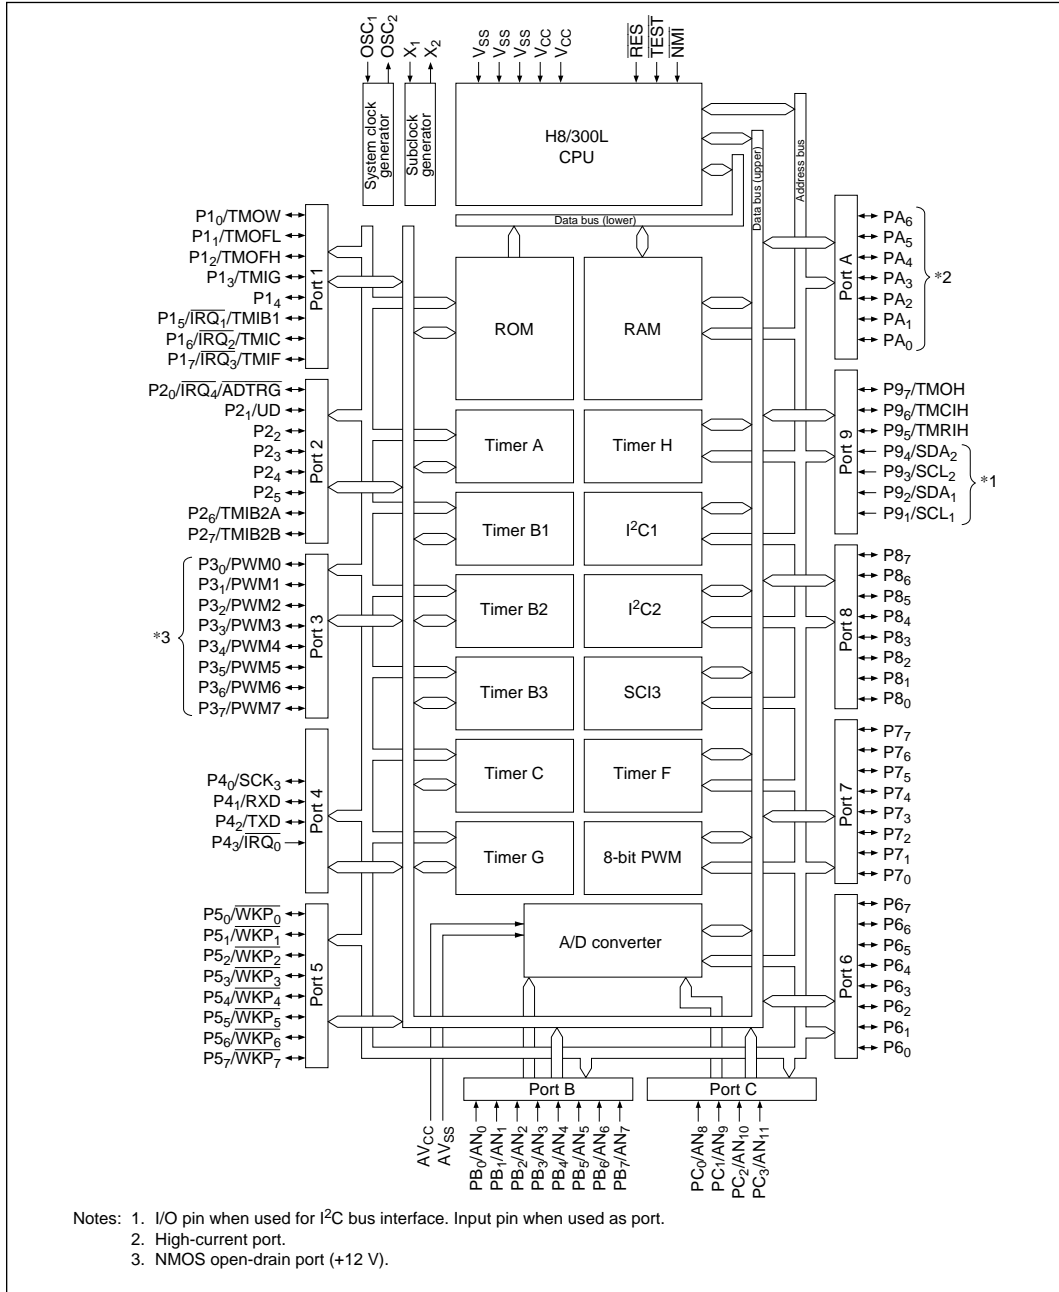 OSC1
OSC2
X1
X2
VSS
VSS
VSS
VCC
VCC
RES
TEST
NMI
System clock
generator
Subclock
generator
H8/300L
CPU
Address bus
Data bus (upper)
Data bus (lower)
P10/TMOW
P11/TMOFL
P12/TMOFH
P13/TMIG
P14
P15/IRQ1/TMIB1
P16/IRQ2/TMIC
P17/IRQ3/TMIF
Port 1
P20/IRQ4/ADTRG
P21/UD
P22
P23
P24
P25
P26/TMIB2A
P27/TMIB2B
Port 2
*3
P30/PWM0
P31/PWM1
P32/PWM2
P33/PWM3
P34/PWM4
P35/PWM5
P36/PWM6
P37/PWM7
Port 3
P40/SCK3
P41/RXD
P42/TXD
P43/IRQ0
Port 4
P50/WKP0
P51/WKP1
P52/WKP2
P53/WKP3
P54/WKP4
P55/WKP5
P56/WKP6
P57/WKP7
Port 5
ROM
RAM
Timer A
Timer H
Timer B1
I2C1
Timer B2
I2C2
Timer B3
SCI3
Timer C
Timer F
Timer G
8-bit PWM
A/D converter
Port A
PA6
PA5
PA4
PA3
PA2
PA1
PA0
*2
Port 9
P97/TMOH
P96/TMCIH
P95/TMRIH
P94/SDA2
P93/SCL2
P92/SDA1
P91/SCL1
*1
Port 8
P87
P86
P85
P84
P83
P82
P81
P80
Port 7
P77
P76
P75
P74
P73
P72
P71
P70
Port 6
P67
P66
P65
P64
P63
P62
P61
P60
Port B
Port C
AVCC
AVSS
PB0/AN0
PB1/AN1
PB2/AN2
PB3/AN3
PB4/AN4
PB5/AN5
PB6/AN6
PB7/AN7
PC0/AN8
PC1/AN9
PC2/AN10
PC3/AN11
Notes: 1. I/O pin when used for I2C bus interface. Input pin when used as port.
2. High-current port.
3. NMOS open-drain port (+12 V).